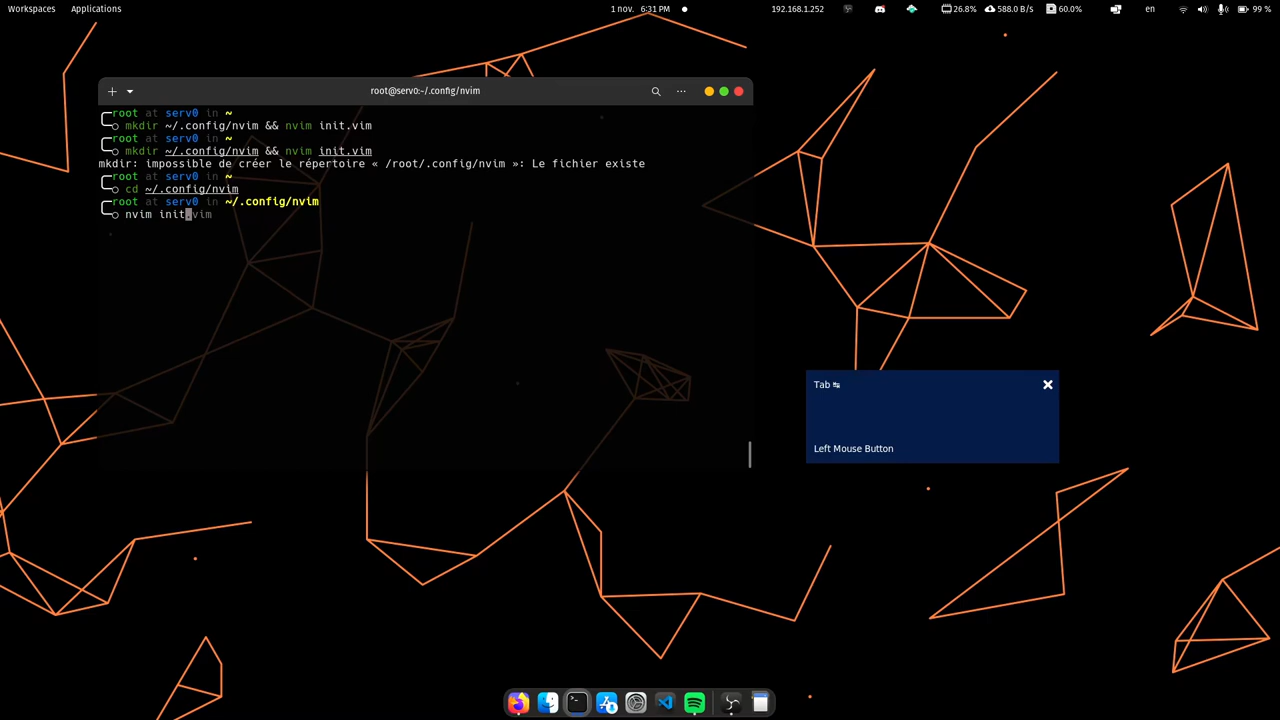 Workspaces Applications 1 nov. 6:31 PM 192.168.1.252 26.8% 588.0 B/s 60.0% en 99 %
root@serv0:~/.config/nvim
root at serv0 in ~
mkdir ~/.config/nvim && nvim init.vim
root at serv0 in ~
mkdir ~/.config/nvim && nvim init.vim
mkdir: impossible de créer le répertoire « /root/.config/nvim »: Le fichier existe
root at serv0 in ~
cd ~/.config/nvim
root at serv0 in ~/.config/nvim
nvim init.vim
Tab ↹
Left Mouse Button